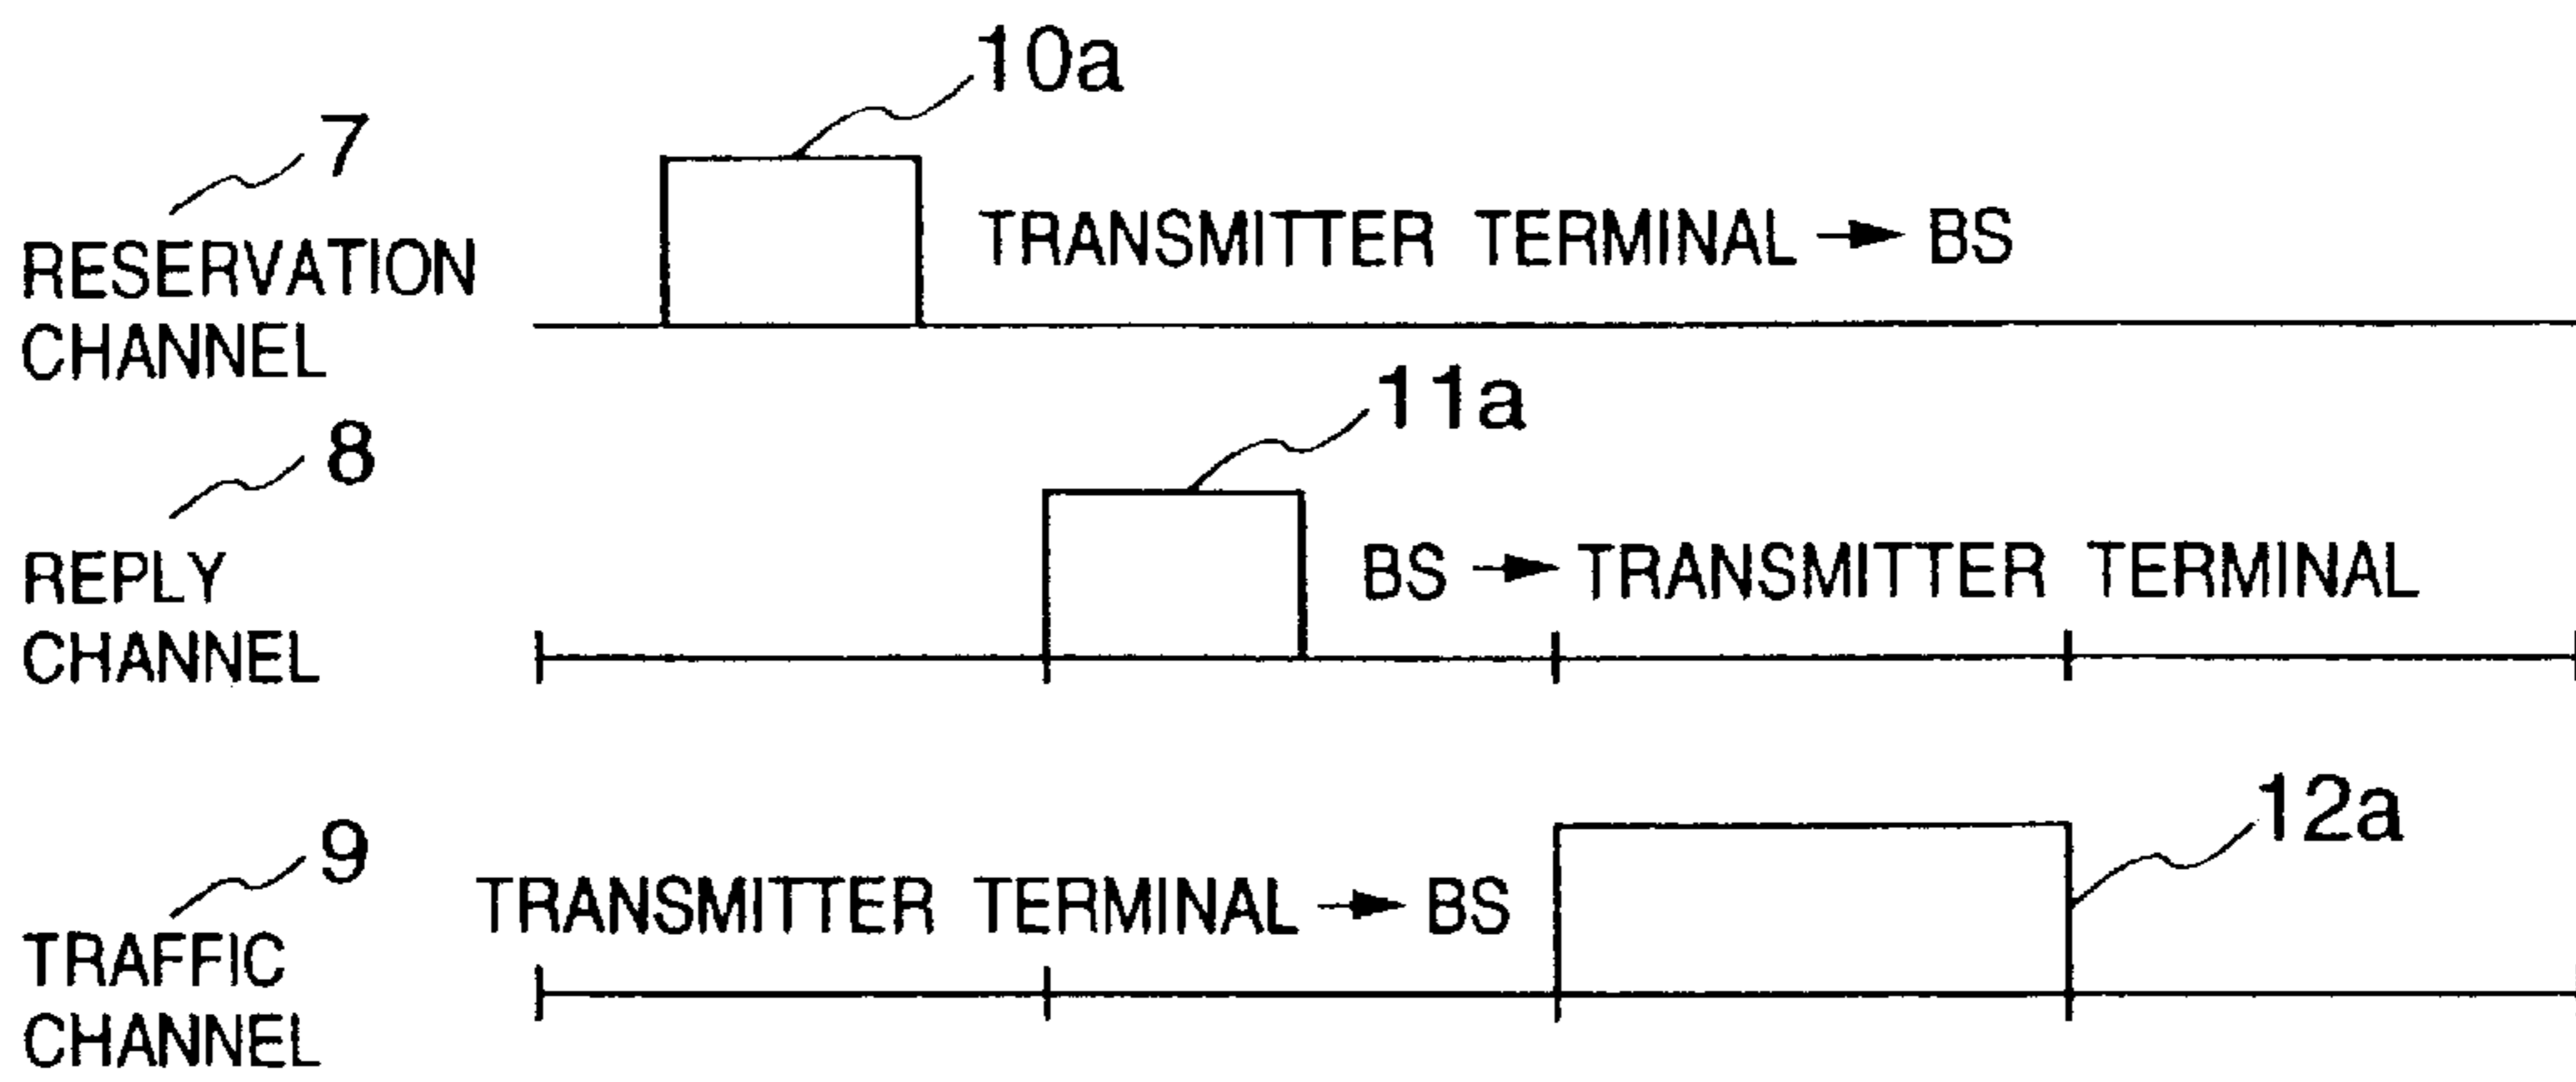 10a
7
RESERVATION
CHANNEL
TRANSMITTER TERMINAL → BS
11a
8
REPLY
CHANNEL
BS → TRANSMITTER TERMINAL
12a
9
TRAFFIC
CHANNEL
TRANSMITTER TERMINAL → BS